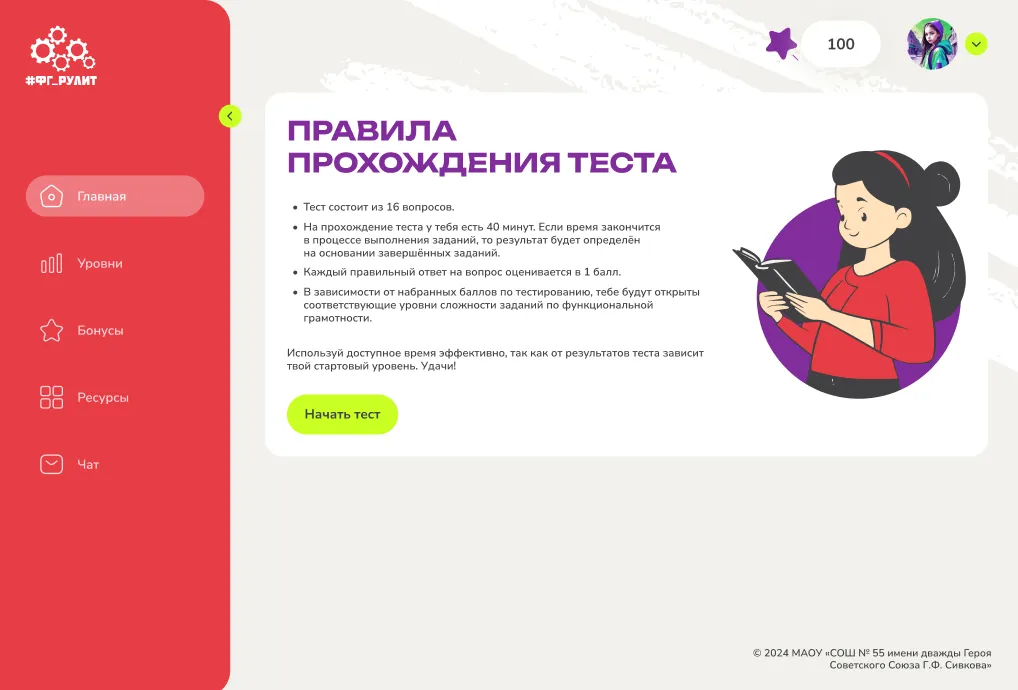 #ФГ_РУЛИТ
100
Главная
Уровни
Бонусы
Ресурсы
Чат
ПРАВИЛА
ПРОХОЖДЕНИЯ ТЕСТА
• Тест состоит из 16 вопросов.
• На прохождение теста у тебя есть 40 минут. Если время закончится
в процессе выполнения заданий, то результат будет определён
на основании завершённых заданий.
• Каждый правильный ответ на вопрос оценивается в 1 балл.
• В зависимости от набранных баллов по тестированию, тебе будут открыты
соответствующие уровни сложности заданий по функциональной
грамотности.
Используй доступное время эффективно, так как от результатов теста зависит
твой стартовый уровень. Удачи!
Начать тест
© 2024 МАОУ «СОШ № 55 имени дважды Героя
Советского Союза Г.Ф. Сивкова»